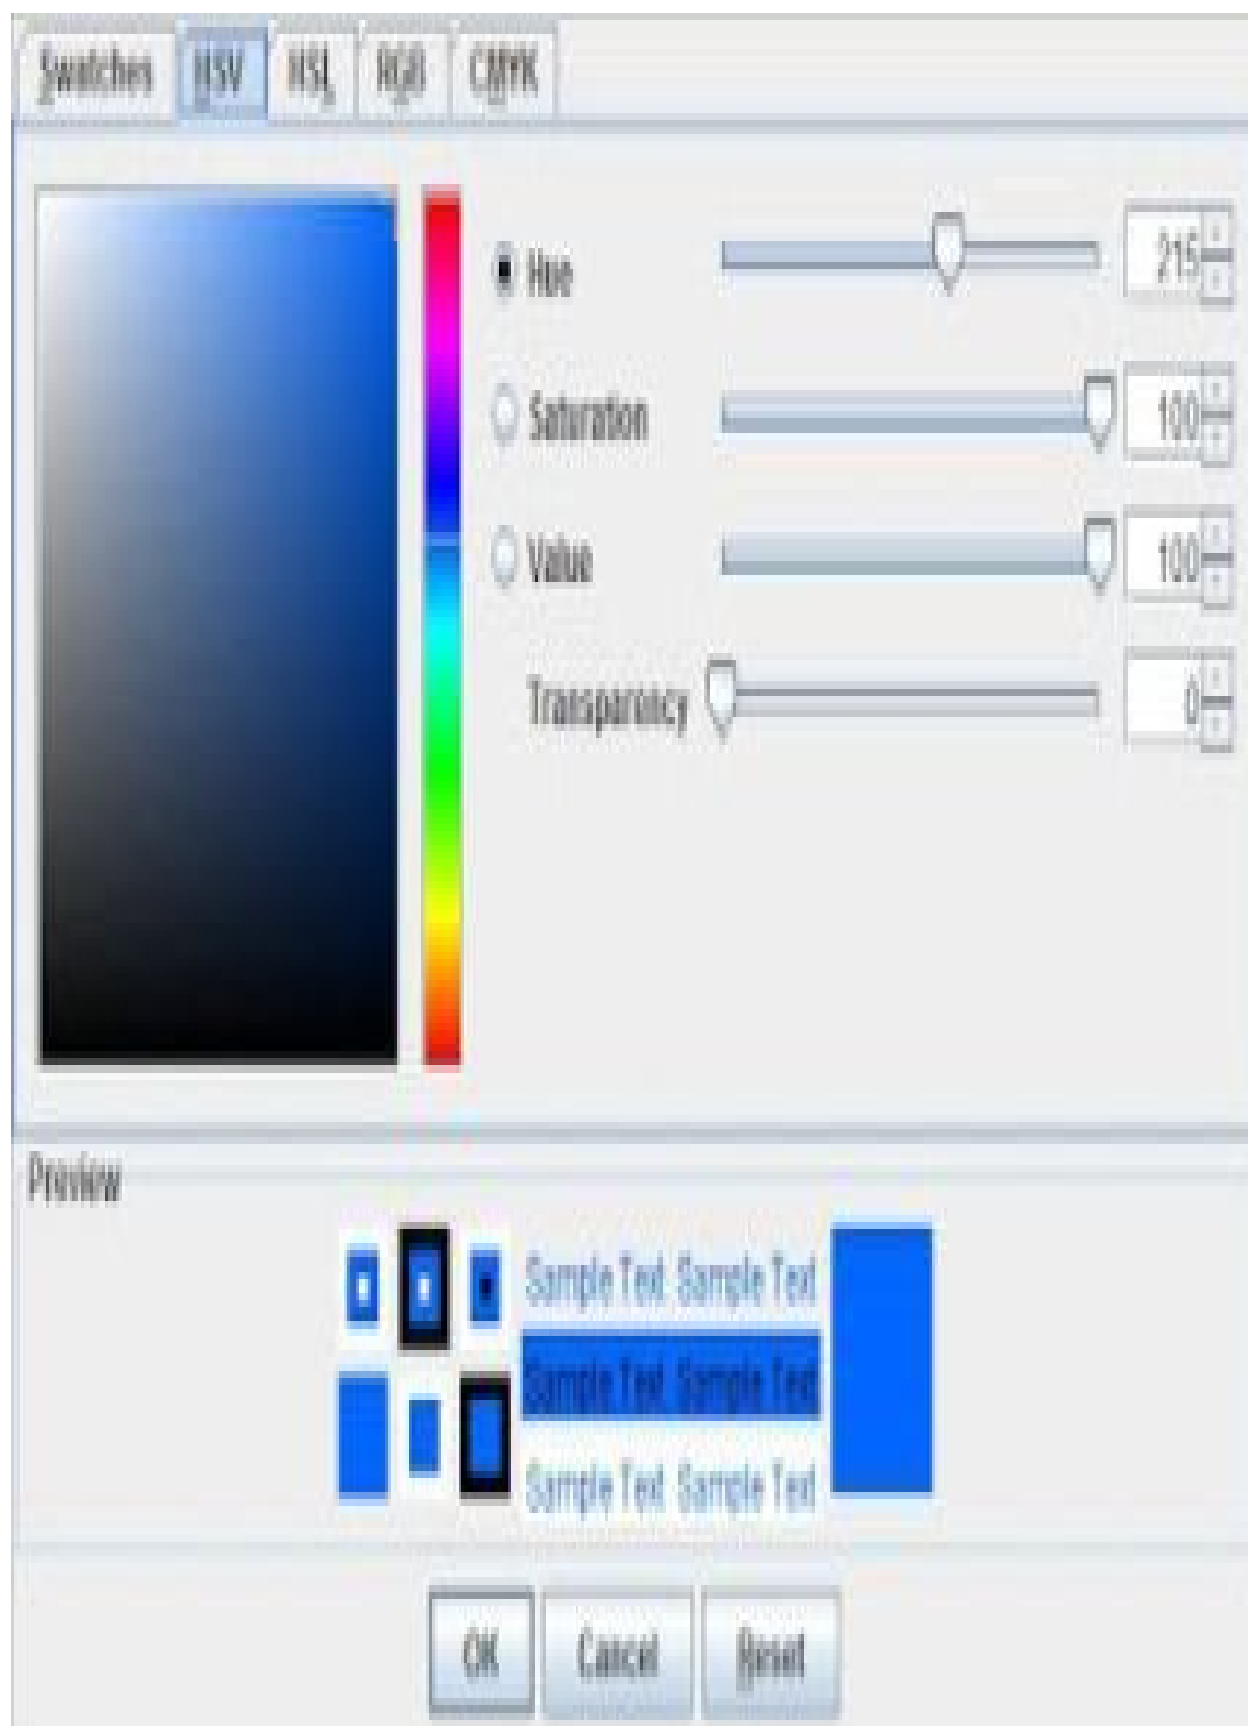 Swatches HSV HSL RGB CMYK
Hue 215
Saturation 100
Value 100
Transparency 0
Preview
Sample Text Sample Text
Sample Text Sample Text
Sample Text Sample Text
OK Cancel Reset